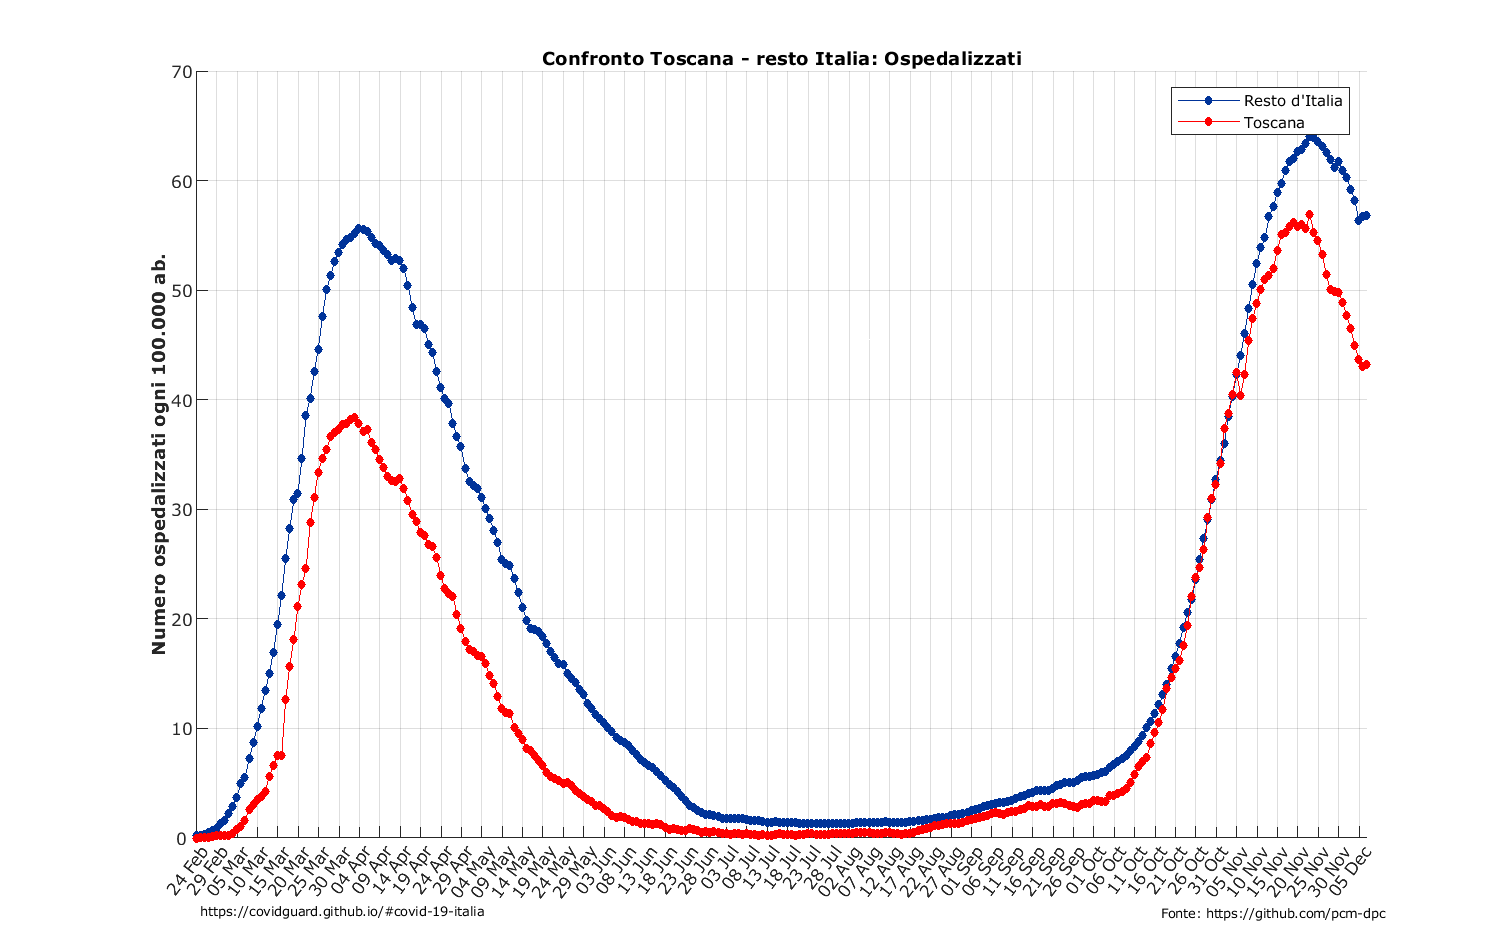 Confronto Toscana - resto Italia: Ospedalizzati
70
60
50
40
30
20
10
0
Numero ospedalizzati ogni 100.000 ab.
Resto d'Italia
Toscana
24 Feb
29 Feb
05 Mar
10 Mar
15 Mar
20 Mar
25 Mar
30 Mar
04 Apr
09 Apr
14 Apr
19 Apr
24 Apr
29 Apr
04 May
09 May
14 May
19 May
24 May
29 May
03 Jun
08 Jun
13 Jun
18 Jun
23 Jun
28 Jun
03 Jul
08 Jul
13 Jul
18 Jul
23 Jul
28 Jul
02 Aug
07 Aug
12 Aug
17 Aug
22 Aug
27 Aug
01 Sep
06 Sep
11 Sep
16 Sep
21 Sep
26 Sep
01 Oct
06 Oct
11 Oct
16 Oct
21 Oct
26 Oct
31 Oct
05 Nov
10 Nov
15 Nov
20 Nov
25 Nov
30 Nov
05 Dec
https://covidguard.github.io/#covid-19-italia
Fonte: https://github.com/pcm-dpc